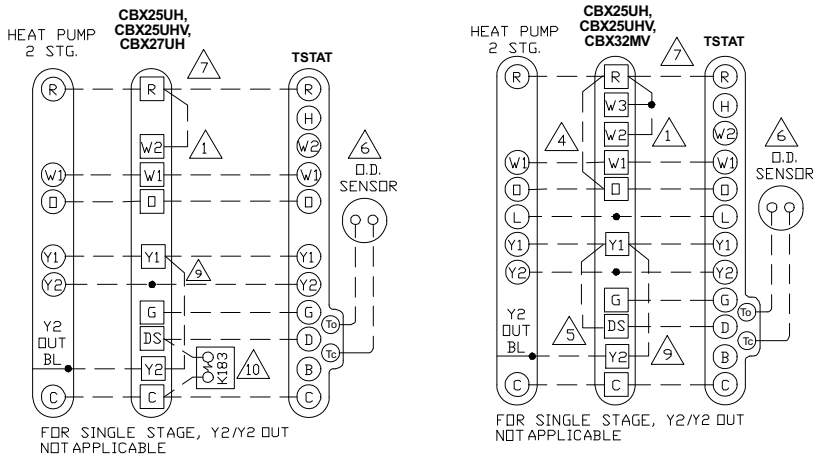 CBX25UH,
CBX25UHV,
CBX27UH
HEAT PUMP
2 STG.
TSTAT
7
R R R
H
W2 1 W2
W1 W1 W1
O O O
6
O.D.
SENSOR
Y1 Y1 Y1
9
Y2 Y2
G G
To
Y2
OUT
BL
DS D
Tc
Y2 K183 10 B
C C C
FOR SINGLE STAGE, Y2/Y2 OUT
NOT APPLICABLE
CBX25UH,
CBX25UHV,
CBX32MV
HEAT PUMP
2 STG.
TSTAT
7
R R R
W3 H
4 W2 1 W2
W1 W1 W1
O O O
6
O.D.
SENSOR
L L
Y1 Y1 Y1
Y2 Y2
G G
To
Y2
OUT
BL
5 DS D
Tc
Y2 9 B
C C C
FOR SINGLE STAGE, Y2/Y2 OUT
NOT APPLICABLE